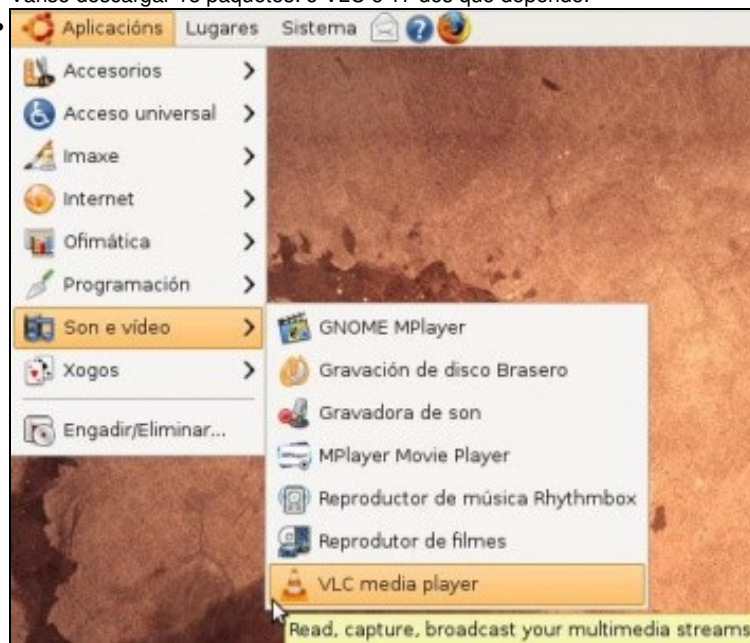 Aplicacións Lugares Sistema
Accesorios
Acceso universal
Imaxe
Internet
Ofimática
Programación
Son e vídeo
Xogos
Engadir/Eliminar...
GNOME MPlayer
Gravación de disco Brasero
Gravadora de son
MPlayer Movie Player
Reproductor de música Rhythmbox
Reprodutor de filmes
VLC media player
Read, capture, broadcast your multimedia streams